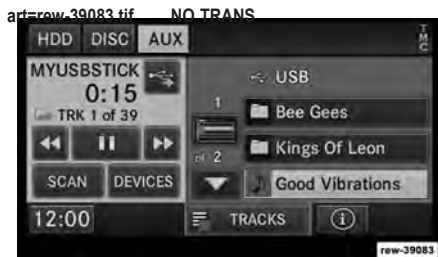 art=rew-39083.tif NO TRANS
HDD DISC AUX TMC
MYUSBSTICK
0:15
TRK 1 of 39
SCAN DEVICES
12:00
USB
1
of 2
Bee Gees
Kings Of Leon
Good Vibrations
TRACKS i
rew-39083